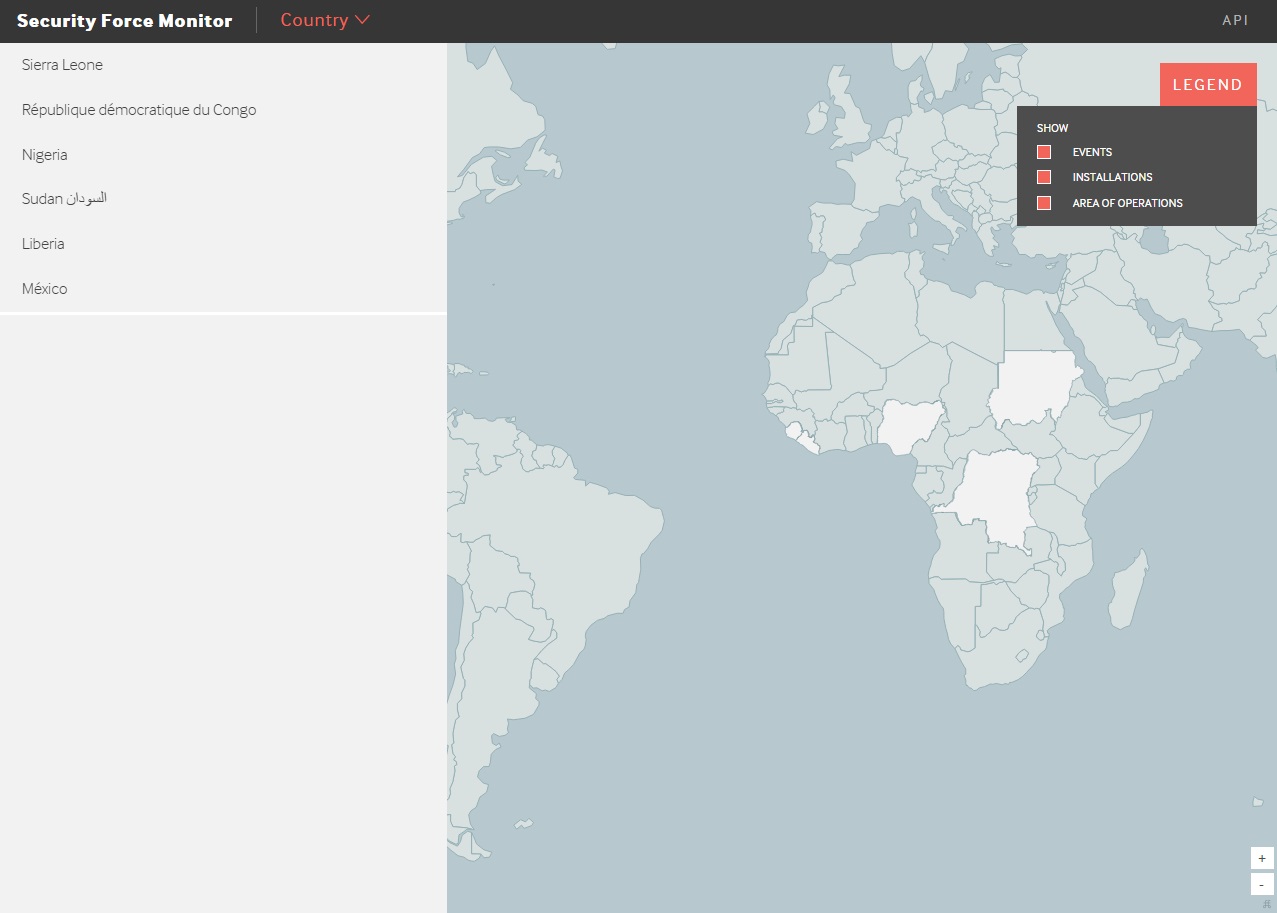 Security Force Monitor
Country
API
Sierra Leone
République démocratique du Congo
Nigeria
Sudan السودان
Liberia
México
LEGEND
SHOW
EVENTS
INSTALLATIONS
AREA OF OPERATIONS
+
-